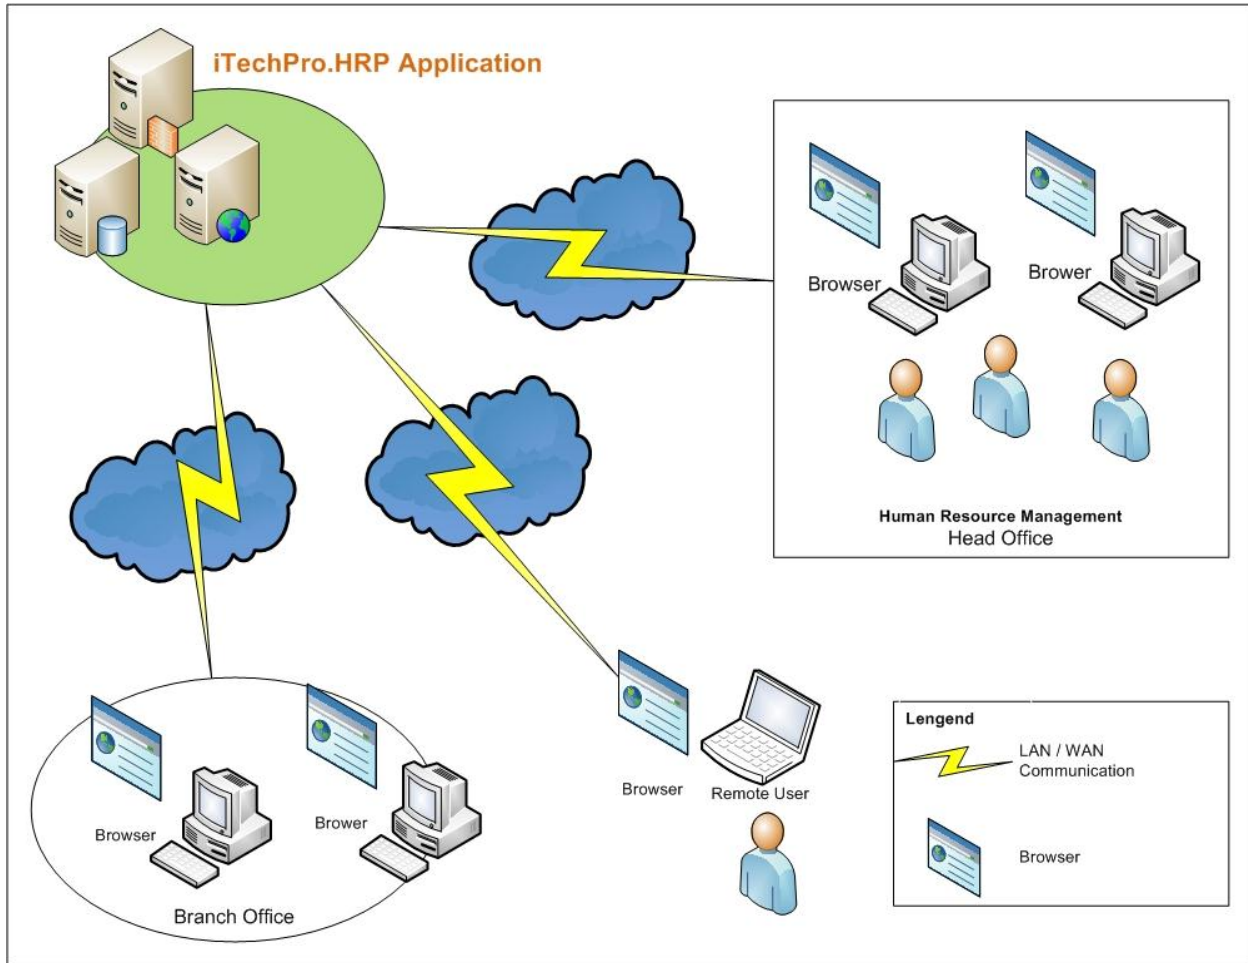 iTechPro.HRP Application
Browser
Brower
Human Resource Management
Head Office
Browser
Remote User
Browser
Brower
Branch Office
Lengend
LAN / WAN
Communication
Browser